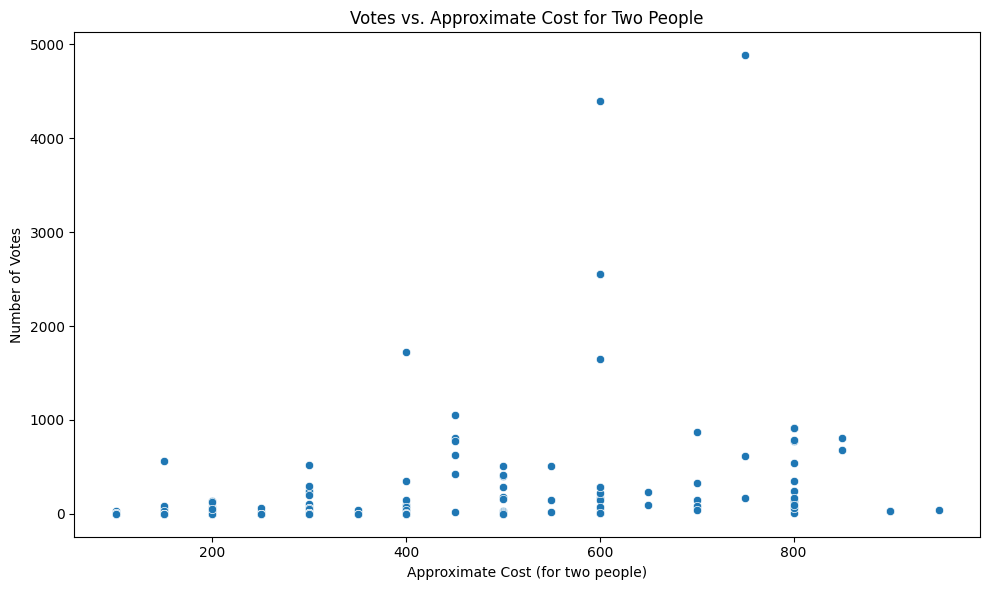 Votes vs. Approximate Cost for Two People
5000
4000
3000
2000
1000
0
Number of Votes
200 400 600 800
Approximate Cost (for two people)